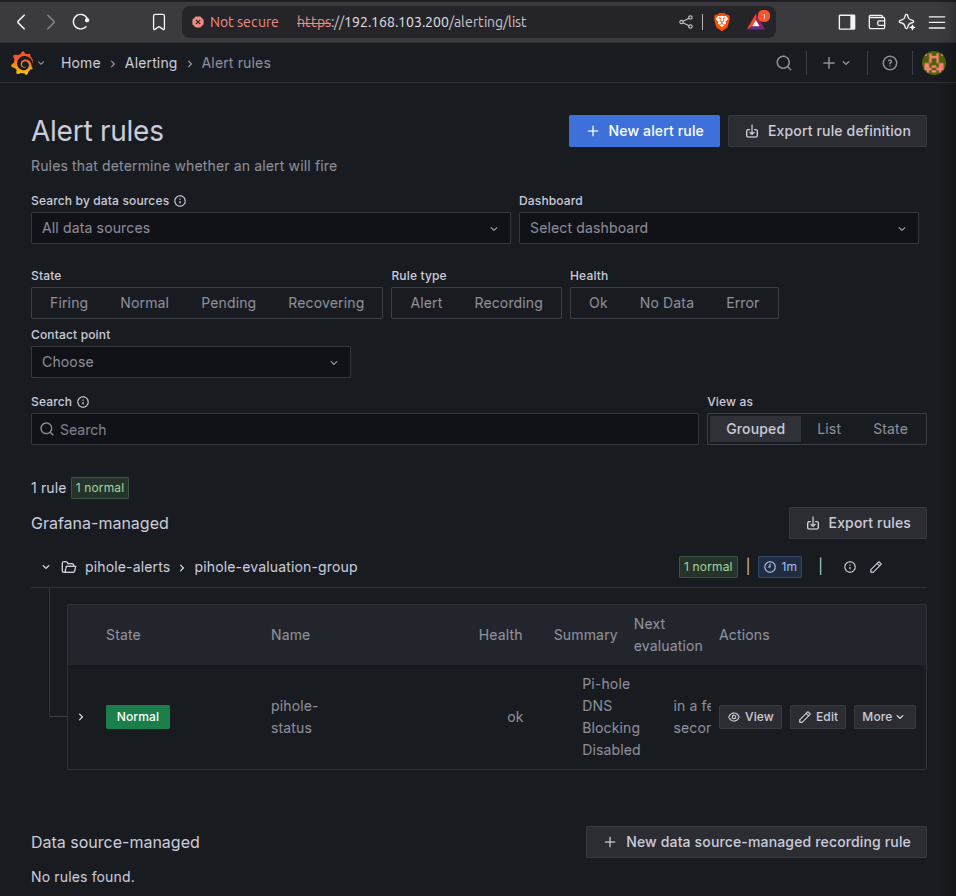 Not secure https://192.168.103.200/alerting/list 1
Home › Alerting › Alert rules
Alert rules
+ New alert rule
Export rule definition
Rules that determine whether an alert will fire
Search by data sources
Dashboard
All data sources
Select dashboard
State
Rule type
Health
Firing Normal Pending Recovering
Alert Recording
Ok No Data Error
Contact point
Choose
Search
View as
Search
Grouped List State
1 rule 1 normal
Grafana-managed
Export rules
pihole-alerts › pihole-evaluation-group
1 normal | 1m |
State
Name
Health
Summary
Next
evaluation
Actions
Normal
pihole-
status
ok
Pi-hole
DNS
Blocking
Disabled
in a fe
secor
View
Edit
More
Data source-managed
+ New data source-managed recording rule
No rules found.